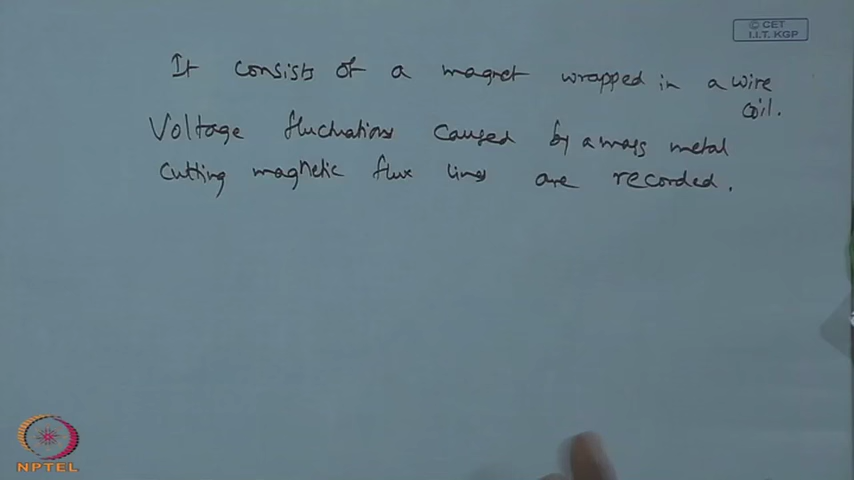 © CET
I.I.T. KGP
It consists of a magnet wrapped in a wire
coil.
Voltage fluctuations caused by a mass metal
cutting magnetic flux lines are recorded.
NPTEL